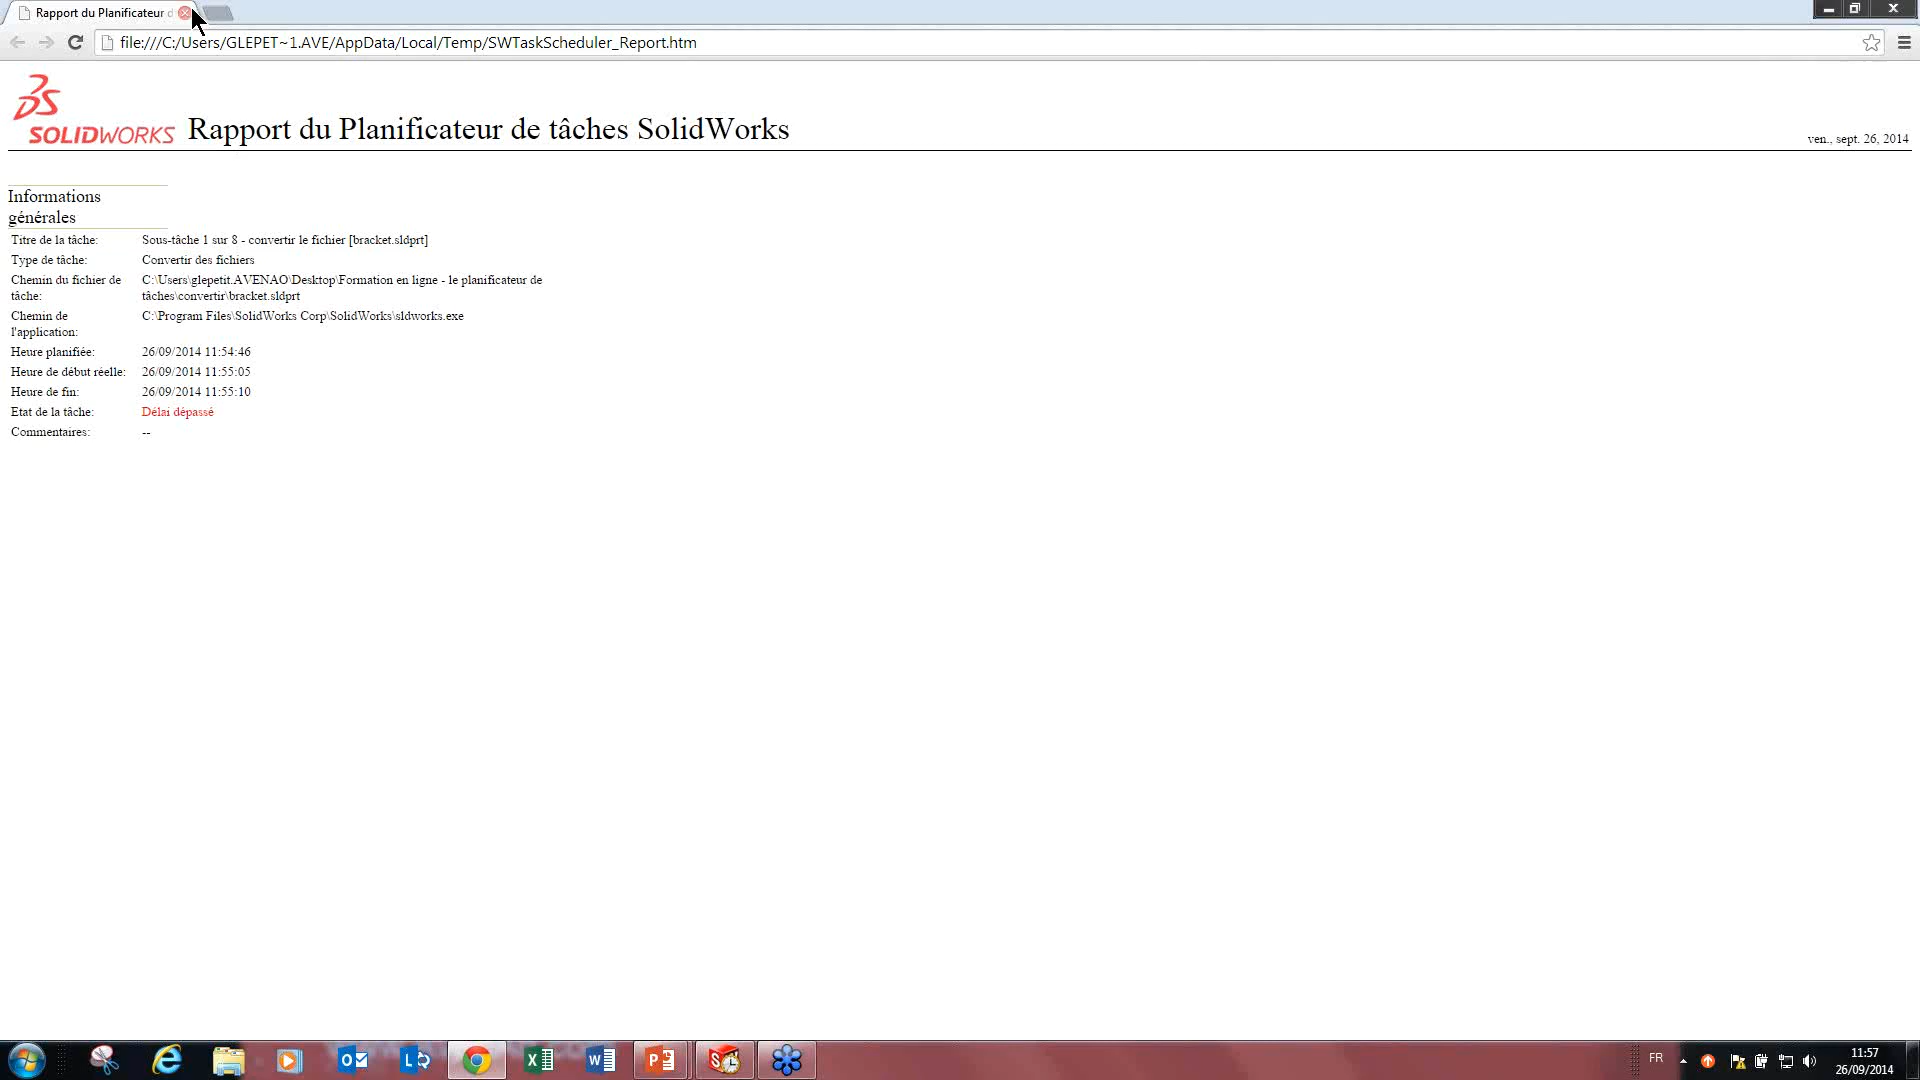 Rapport du Planificateur d
file:///C:/Users/GLEPET~1.AVE/AppData/Local/Temp/SWTaskScheduler_Report.htm
SOLIDWORKS
Rapport du Planificateur de tâches SolidWorks
ven., sept. 26, 2014
Informations
générales
Titre de la tâche: Sous-tâche 1 sur 8 - convertir le fichier [bracket.sldprt]
Type de tâche: Convertir des fichiers
Chemin du fichier de C:\Users\glepetit.AVENAO\Desktop\Formation en ligne - le planificateur de
tâche: tâches\convertir\bracket.sldprt
Chemin de C:\Program Files\SolidWorks Corp\SolidWorks\sldworks.exe
l'application:
Heure planifiée: 26/09/2014 11:54:46
Heure de début réelle: 26/09/2014 11:55:05
Heure de fin: 26/09/2014 11:55:10
Etat de la tâche: Délai dépassé
Commentaires: --
FR
11:57
26/09/2014